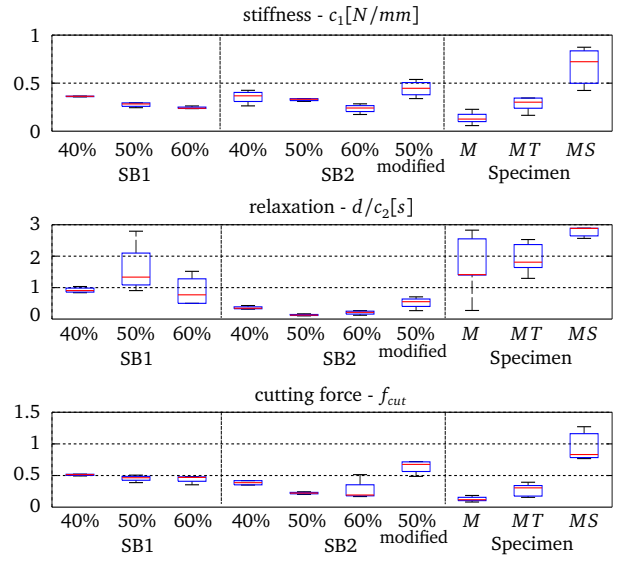 stiffness - c₁[N/mm]
1
0.5
0
40% 50% 60% 40% 50% 60% 50% M MT MS
modified
SB1 SB2 Specimen
relaxation - d/c₂[s]
3
2
1
0
40% 50% 60% 40% 50% 60% 50% M MT MS
modified
SB1 SB2 Specimen
cutting force - f_cut
1.5
1
0.5
0
40% 50% 60% 40% 50% 60% 50% M MT MS
modified
SB1 SB2 Specimen